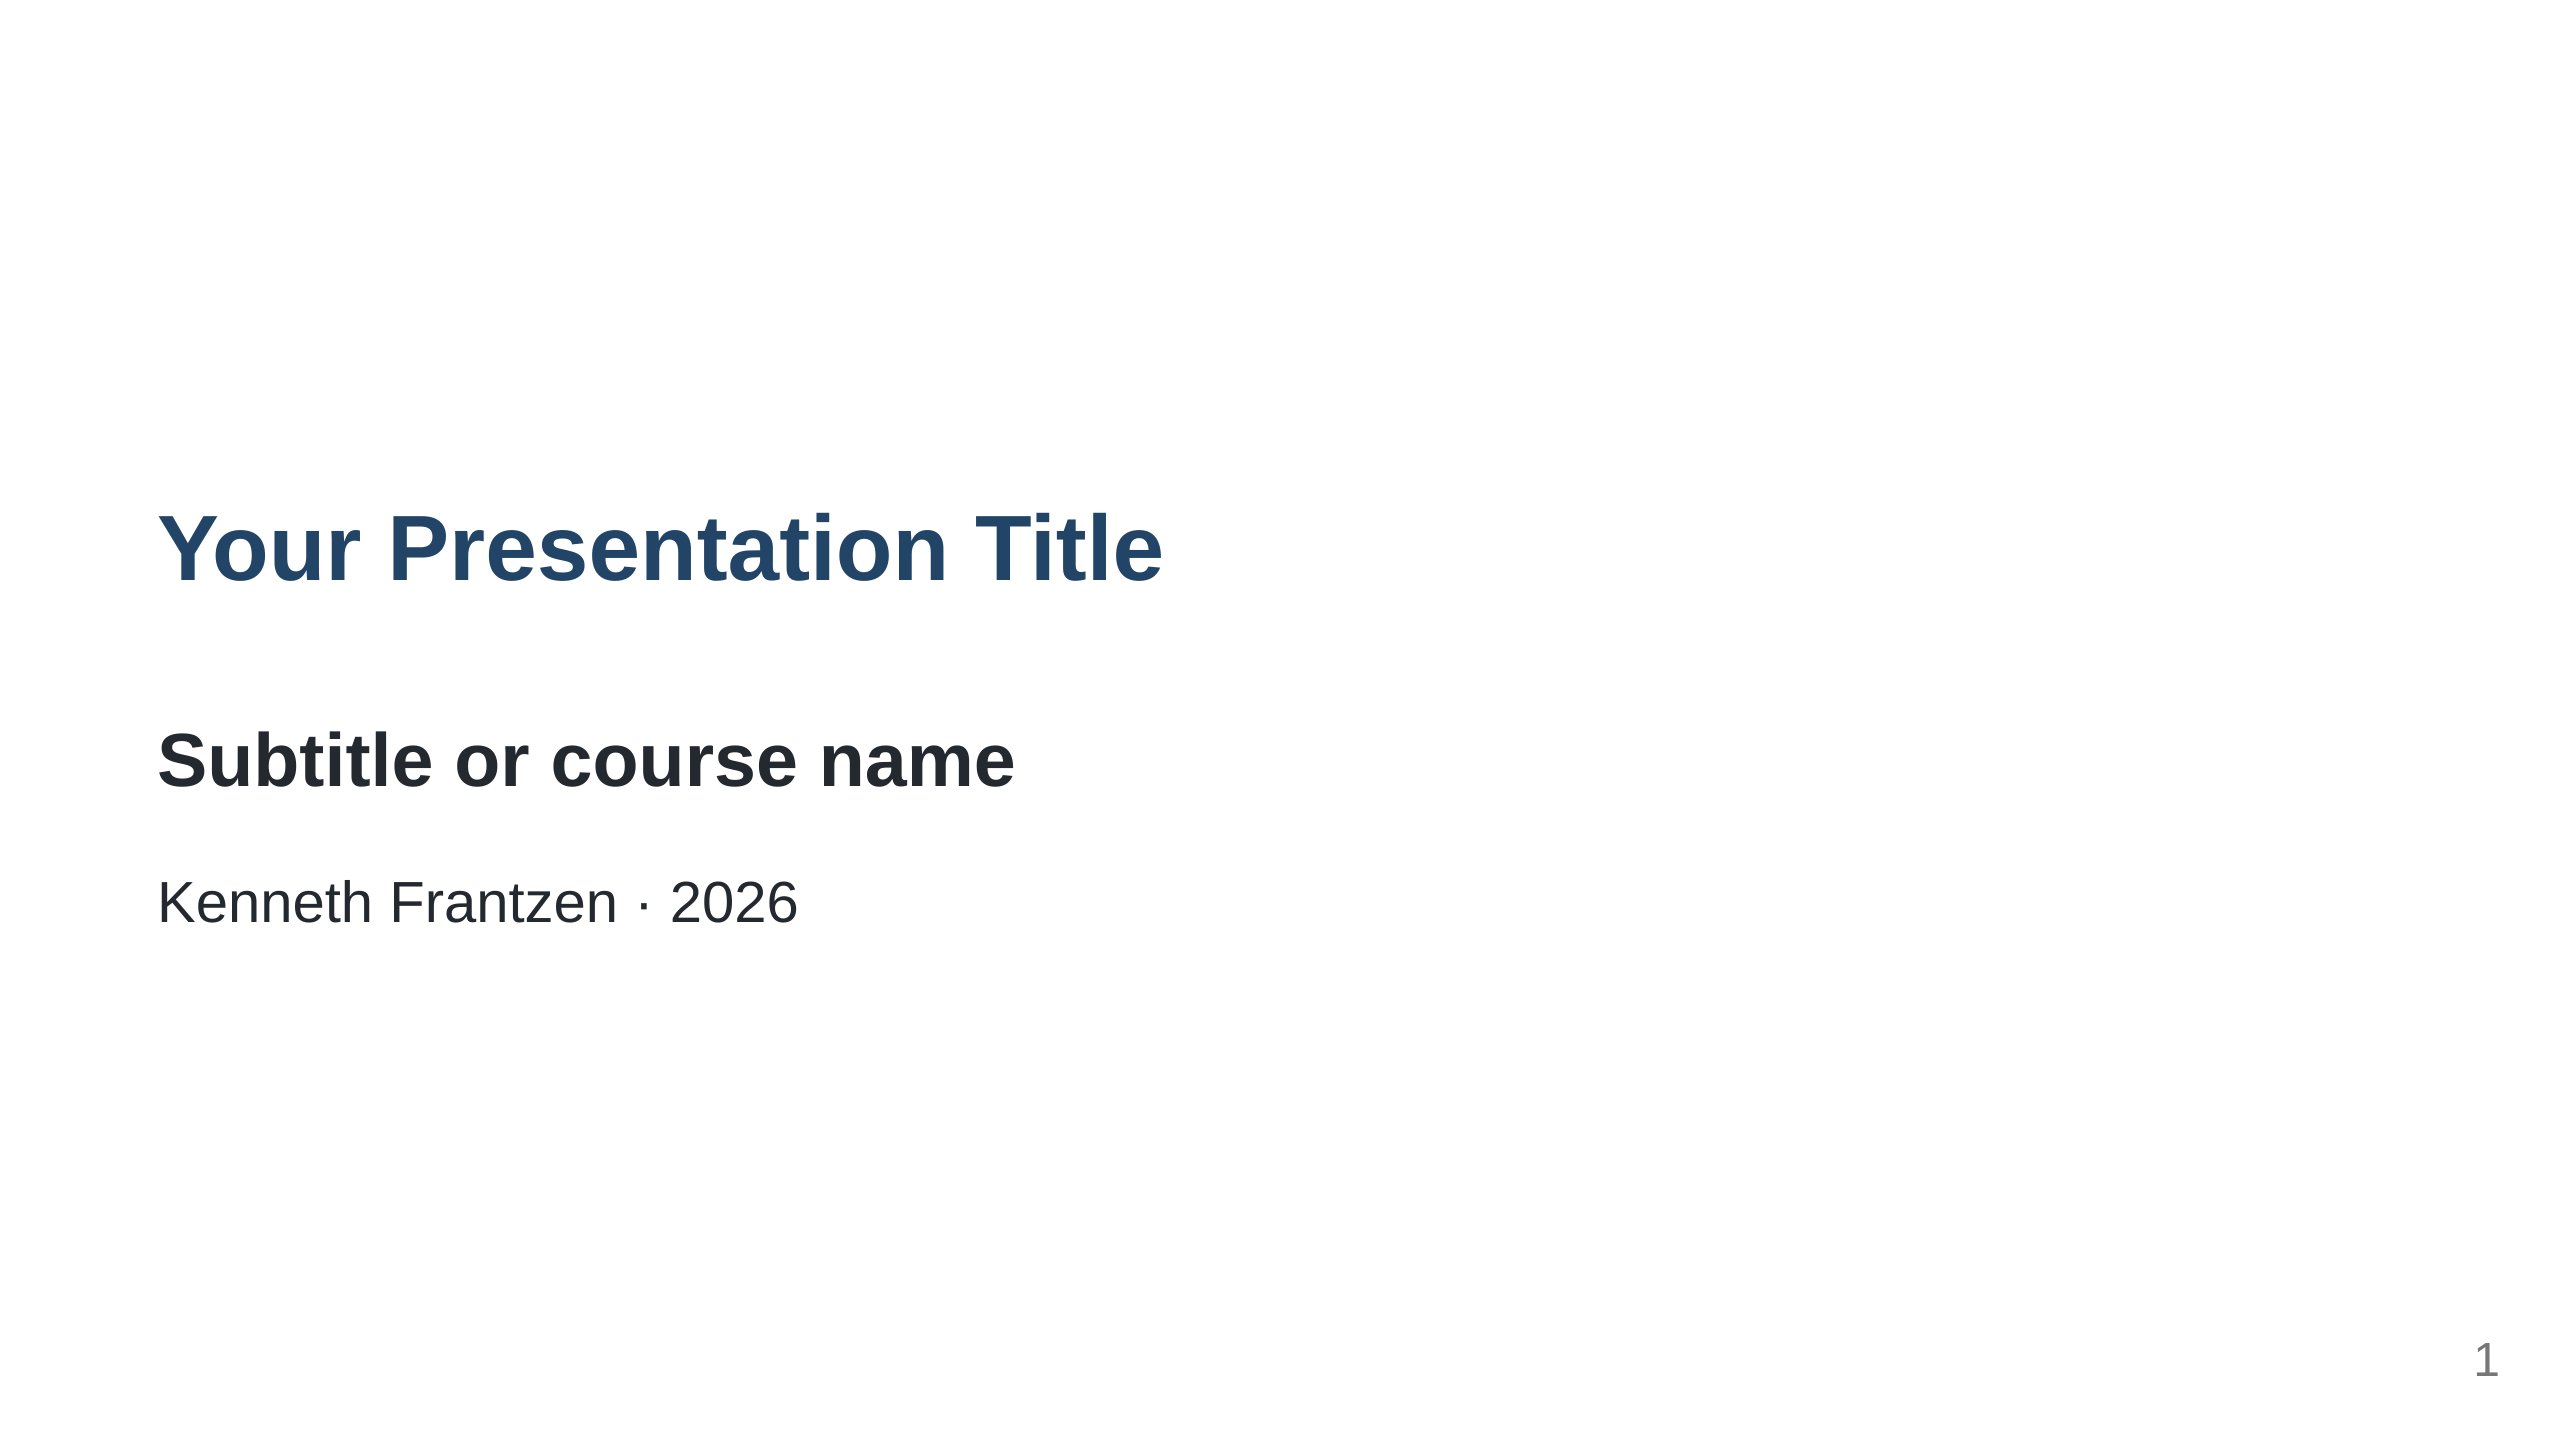 Your Presentation Title
Subtitle or course name
Kenneth Frantzen · 2026
1